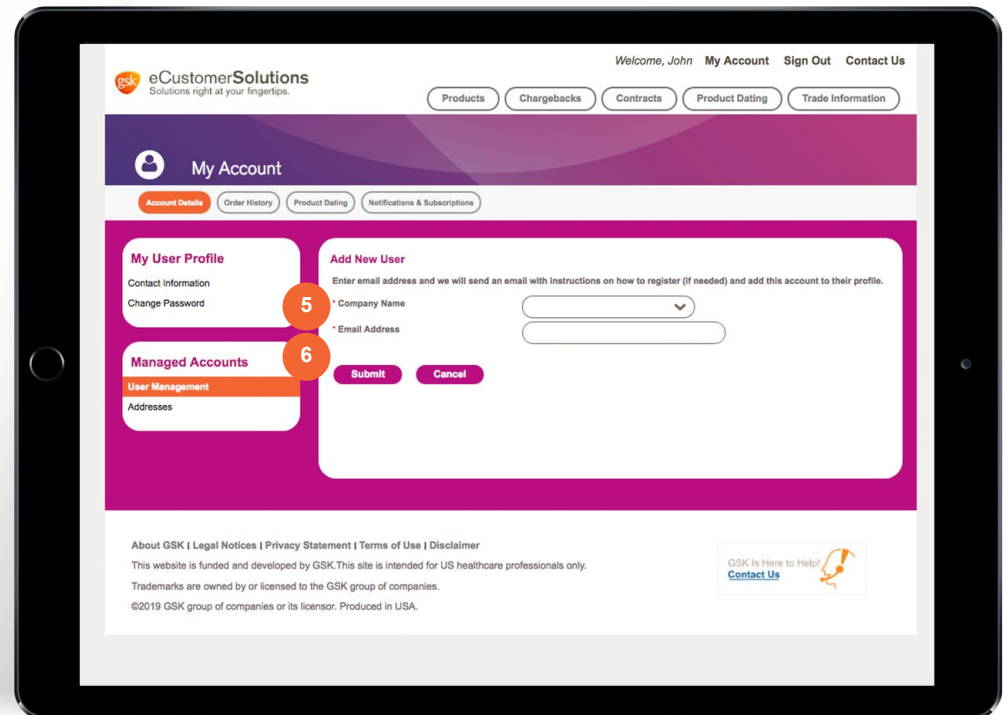 Welcome, John My Account Sign Out Contact Us
gsk eCustomerSolutions
Solutions right at your fingertips.
Products Chargebacks Contracts Product Dating Trade Information
My Account
Account Details Order History Product Dating Notifications & Subscriptions
My User Profile
Contact Information
Change Password
Managed Accounts
User Management
Addresses
Add New User
Enter email address and we will send an email with instructions on how to register (if needed) and add this account to their profile.
5 * Company Name
* Email Address
6 Submit Cancel
About GSK | Legal Notices | Privacy Statement | Terms of Use | Disclaimer
This website is funded and developed by GSK.This site is intended for US healthcare professionals only.
Trademarks are owned by or licensed to the GSK group of companies.
©2019 GSK group of companies or its licensor. Produced in USA.
GSK Is Here to Help!
Contact Us